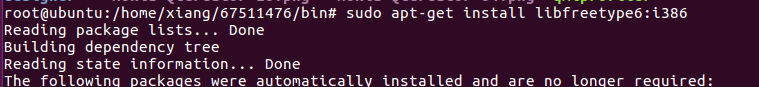 root@ubuntu:/home/xiang/67511476/bin# sudo apt-get install libfreetype6:i386
Reading package lists... Done
Building dependency tree
Reading state information... Done
The following packages were automatically installed and are no longer required: